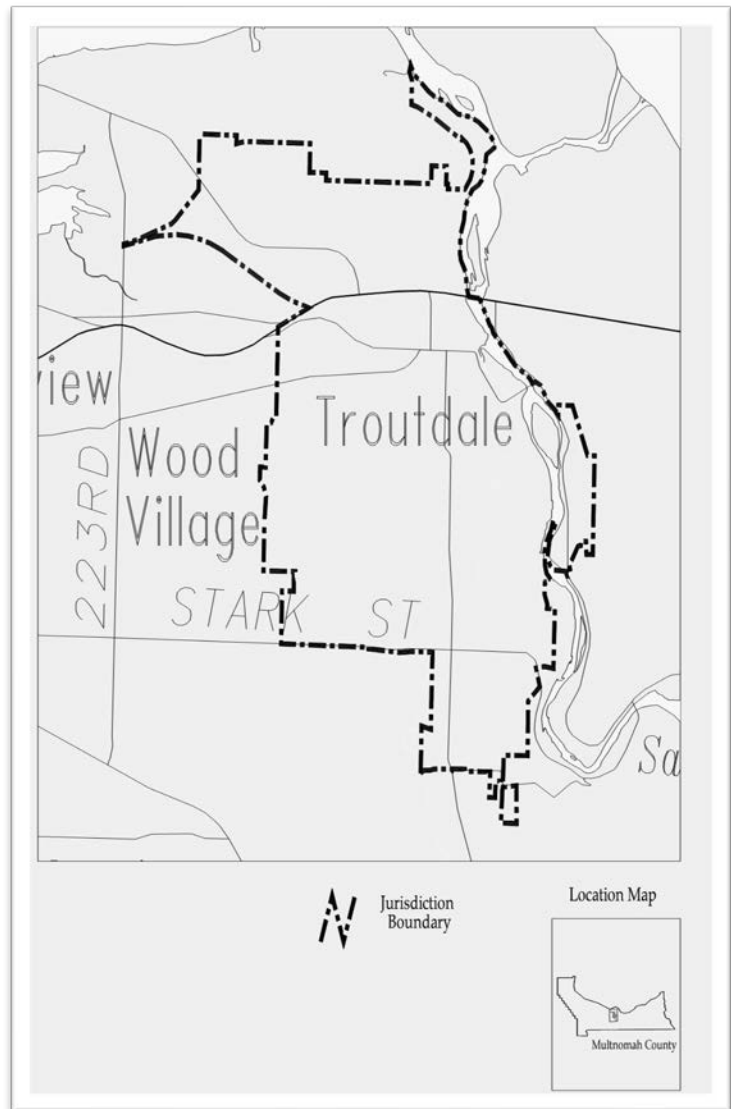 view
Troutdale
Wood
Village
223RD
STARK ST
Sa
Jurisdiction
Boundary
Location Map
Multnomah County